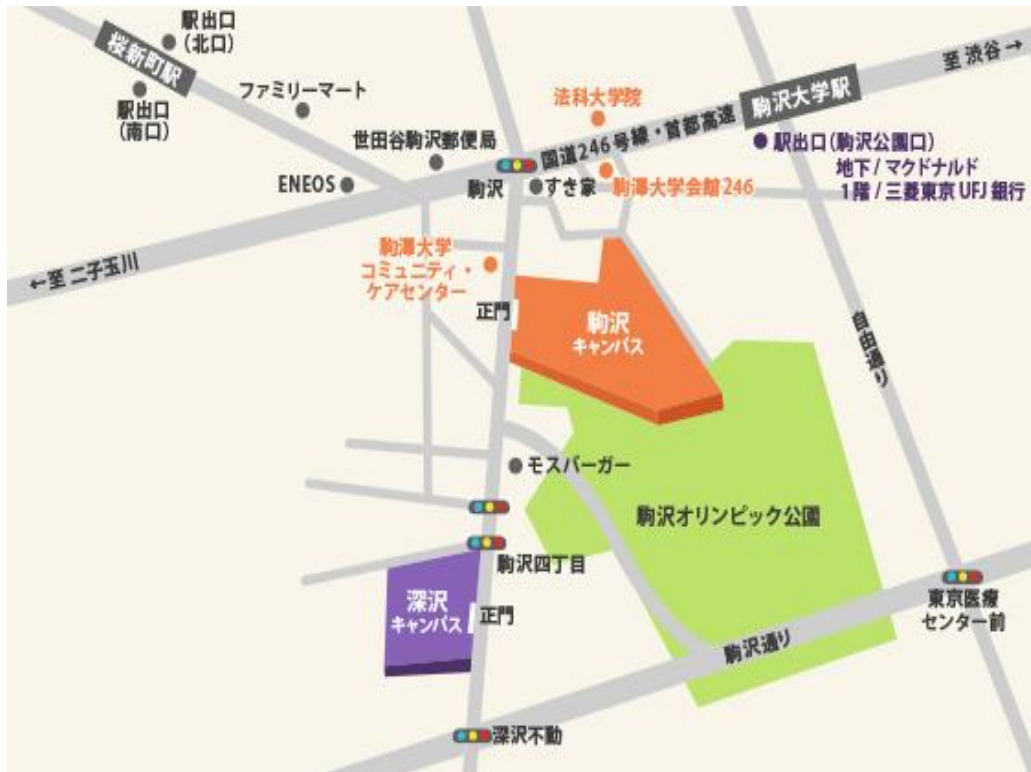 駅出口
(北口)
桜新町駅
駅出口
(南口)
ファミリーマート
世田谷駒沢郵便局
ENEOS
法科大学院
国道246号線・首都高速
駒沢大学駅
至 渋谷→
駅出口(駒沢公園口)
地下/マクドナルド
1階/三菱東京UFJ銀行
駒沢
すき家
駒澤大学会館246
←至 二子玉川
駒澤大学
コミュニティ・
ケアセンター
正門
駒沢
キャンパス
自由通り
モスバーガー
駒沢オリンピック公園
駒沢四丁目
深沢
キャンパス
正門
東京医療
センター前
駒沢通り
深沢不動